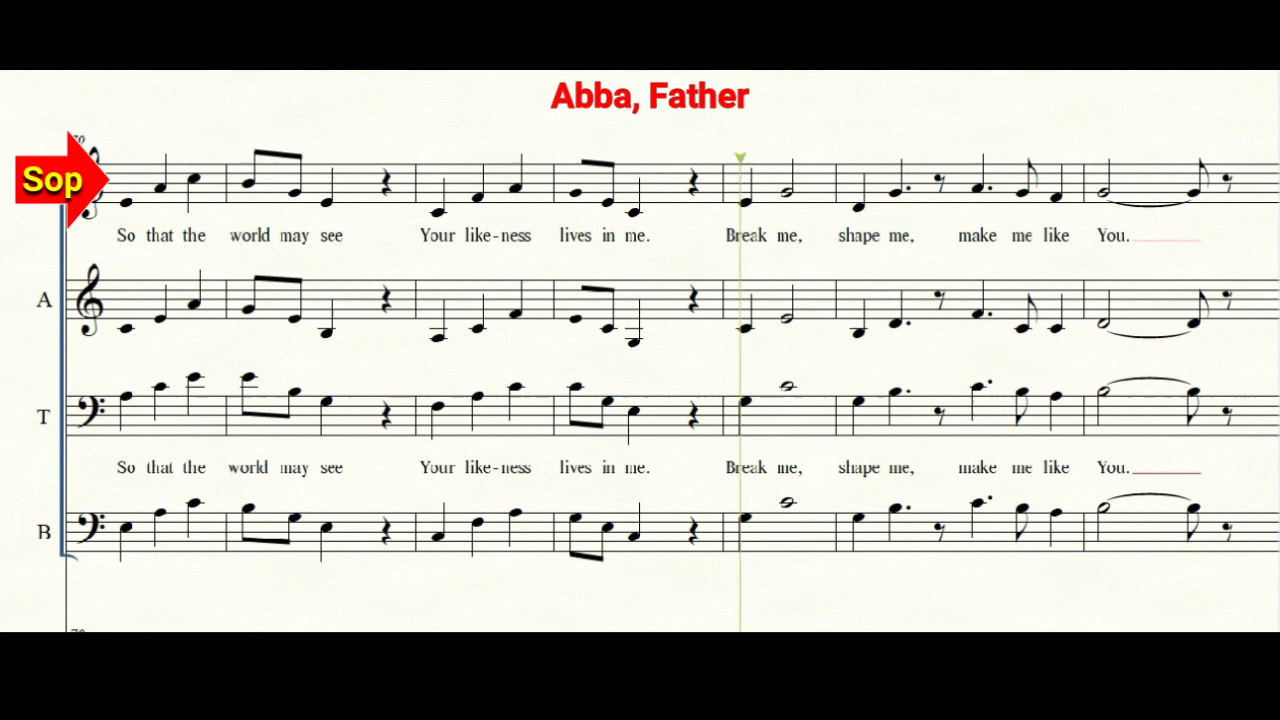 Abba, Father
Sop
So that the world may see Your like-ness lives in me. Break me, shape me, make me like You.
A
T
So that the world may see Your like-ness lives in me. Break me, shape me, make me like You.
B